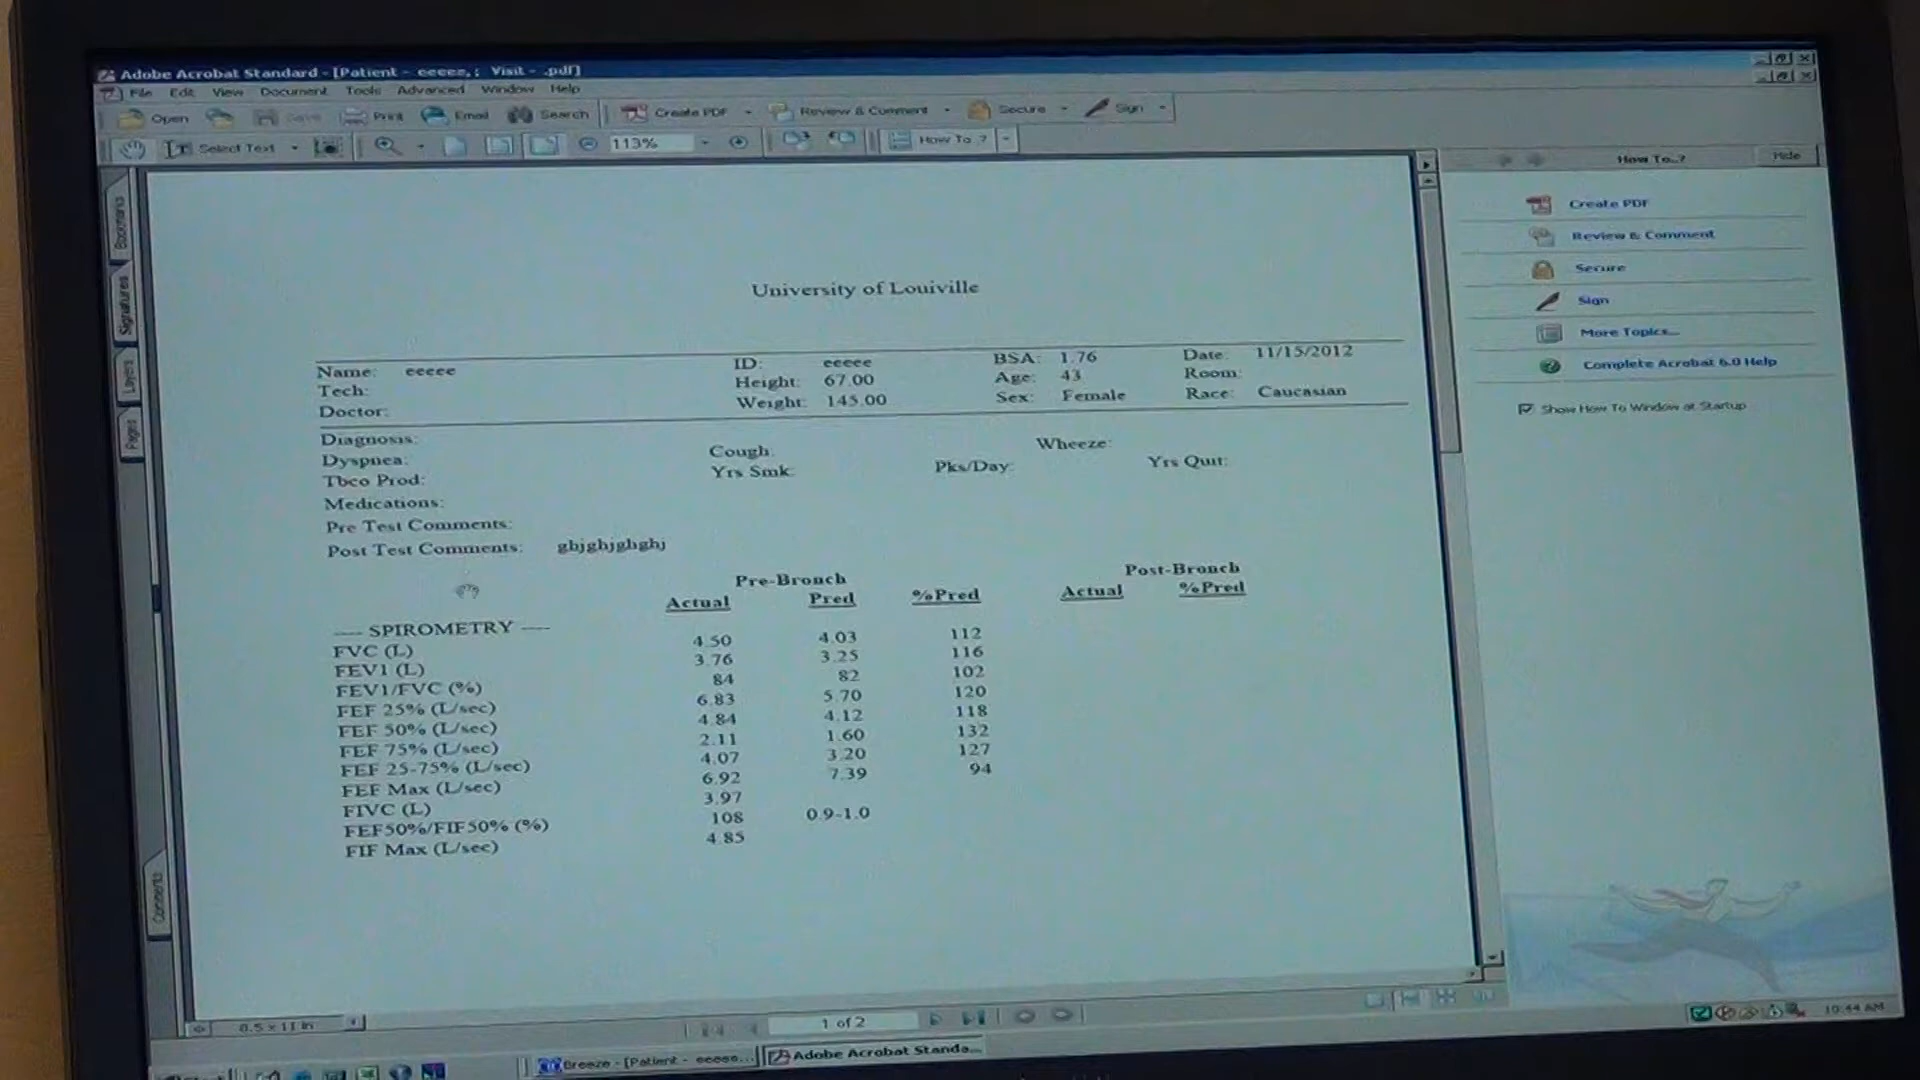 Adobe Acrobat Standard - [Patient - eeeee, ; Visit - .pdf]
File Edit View Document Tools Advanced Window Help
Open Save Print Email Search Create PDF Review & Comment Secure Sign
Select Text 113% How To..?
How To..? Hide
Bookmarks
Signatures
Layers
Pages
Comments
Create PDF
Review & Comment
Secure
Sign
More Topics...
Complete Acrobat 6.0 Help
Show How To Window at Startup
University of Louiville
Name: eeeee ID: eeeee BSA: 1.76 Date: 11/15/2012
Tech: Height: 67.00 Age: 43 Room:
Doctor: Weight: 145.00 Sex: Female Race: Caucasian
Diagnosis:
Dyspnea: Cough: Wheeze:
Tbco Prod: Yrs Smk: Pks/Day: Yrs Quit:
Medications:
Pre Test Comments:
Post Test Comments: ghjghjghghj
Pre-Bronch Post-Bronch
Actual Pred %Pred Actual %Pred
---- SPIROMETRY ----
FVC (L) 4.50 4.03 112
FEV1 (L) 3.76 3.25 116
FEV1/FVC (%) 84 82 102
FEF 25% (L/sec) 6.83 5.70 120
FEF 50% (L/sec) 4.84 4.12 118
FEF 75% (L/sec) 2.11 1.60 132
FEF 25-75% (L/sec) 4.07 3.20 127
FEF Max (L/sec) 6.92 7.39 94
FIVC (L) 3.97
FEF50%/FIF50% (%) 108 0.9-1.0
FIF Max (L/sec) 4.85
8.5 x 11 in
1 of 2
Breeze - [Patient - eeeee...
Adobe Acrobat Standa...
10:44 AM